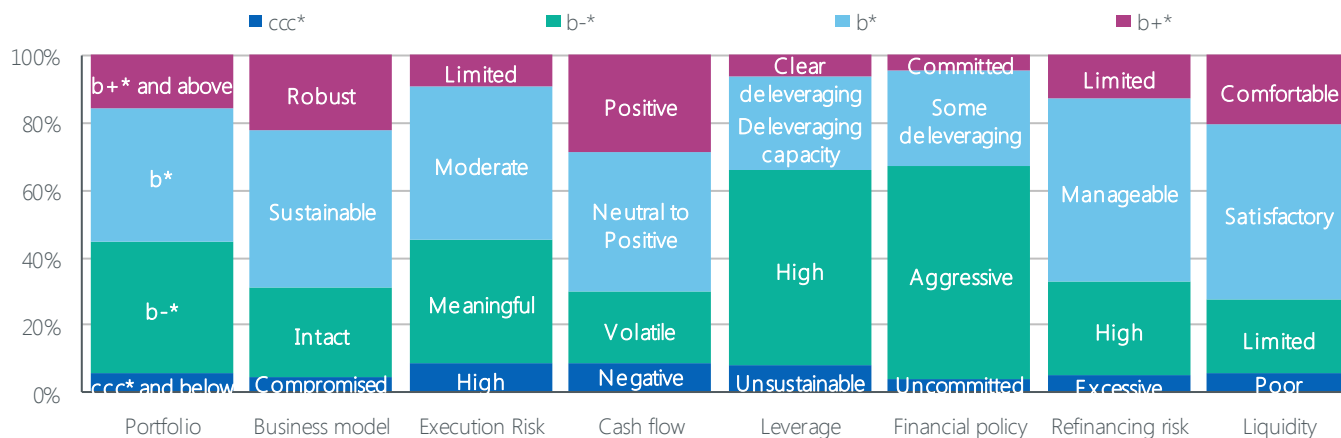 ccc* b-* b* b+*
100%
80%
60%
40%
20%
0%
b+* and above
b*
b-*
ccc* and below
Robust
Sustainable
Intact
Compromised
Limited
Moderate
Meaningful
High
Positive
Neutral to
Positive
Volatile
Negative
Clear
deleveraging
Deleveraging
capacity
High
Unsustainable
Committed
Some
deleveraging
Aggressive
Uncommitted
Limited
Manageable
High
Excessive
Comfortable
Satisfactory
Limited
Poor
Portfolio Business model Execution Risk Cash flow Leverage Financial policy Refinancing risk Liquidity